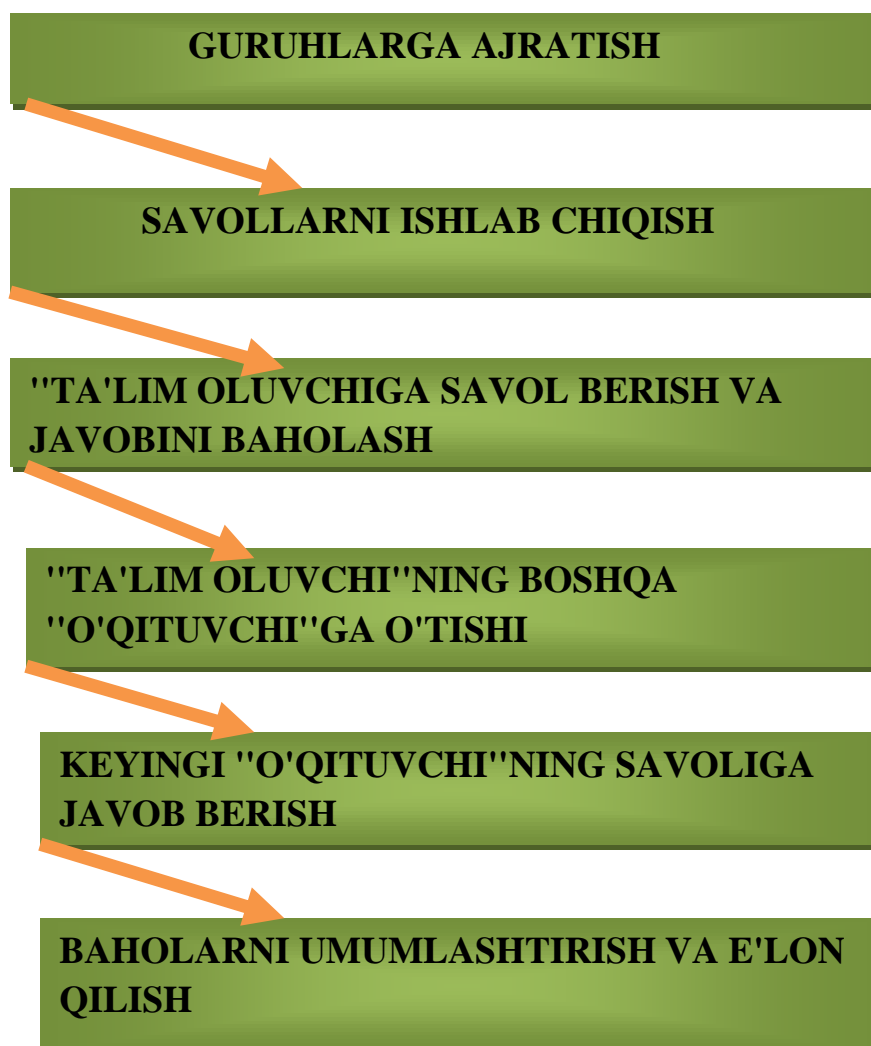 GURUHLARGA AJRATISH
SAVOLLARNI ISHLAB CHIQISH
''TA'LIM OLUVCHIGA SAVOL BERISH VA
JAVOBINI BAHOLASH
''TA'LIM OLUVCHI''NING BOSHQA
''O'QITUVCHI''GA O'TISHI
KEYINGI ''O'QITUVCHI''NING SAVOLIGA
JAVOB BERISH
BAHOLARNI UMUMLASHTIRISH VA E'LON
QILISH